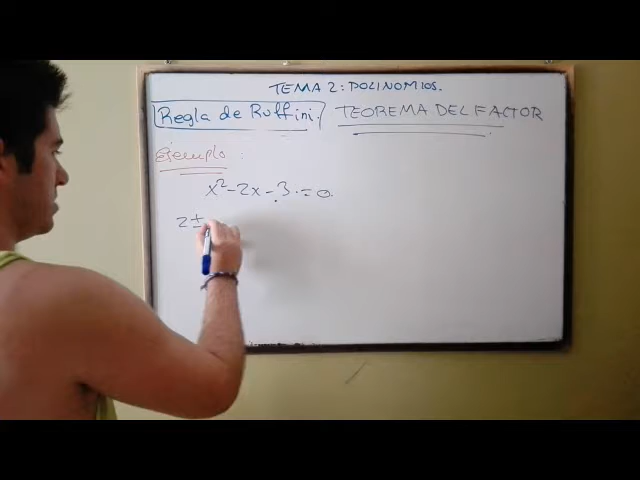 TEMA 2: POLINOMIOS.
Regla de Ruffini. TEOREMA DEL FACTOR
Ejemplo:
x² - 2x - 3 = 0
2 ±